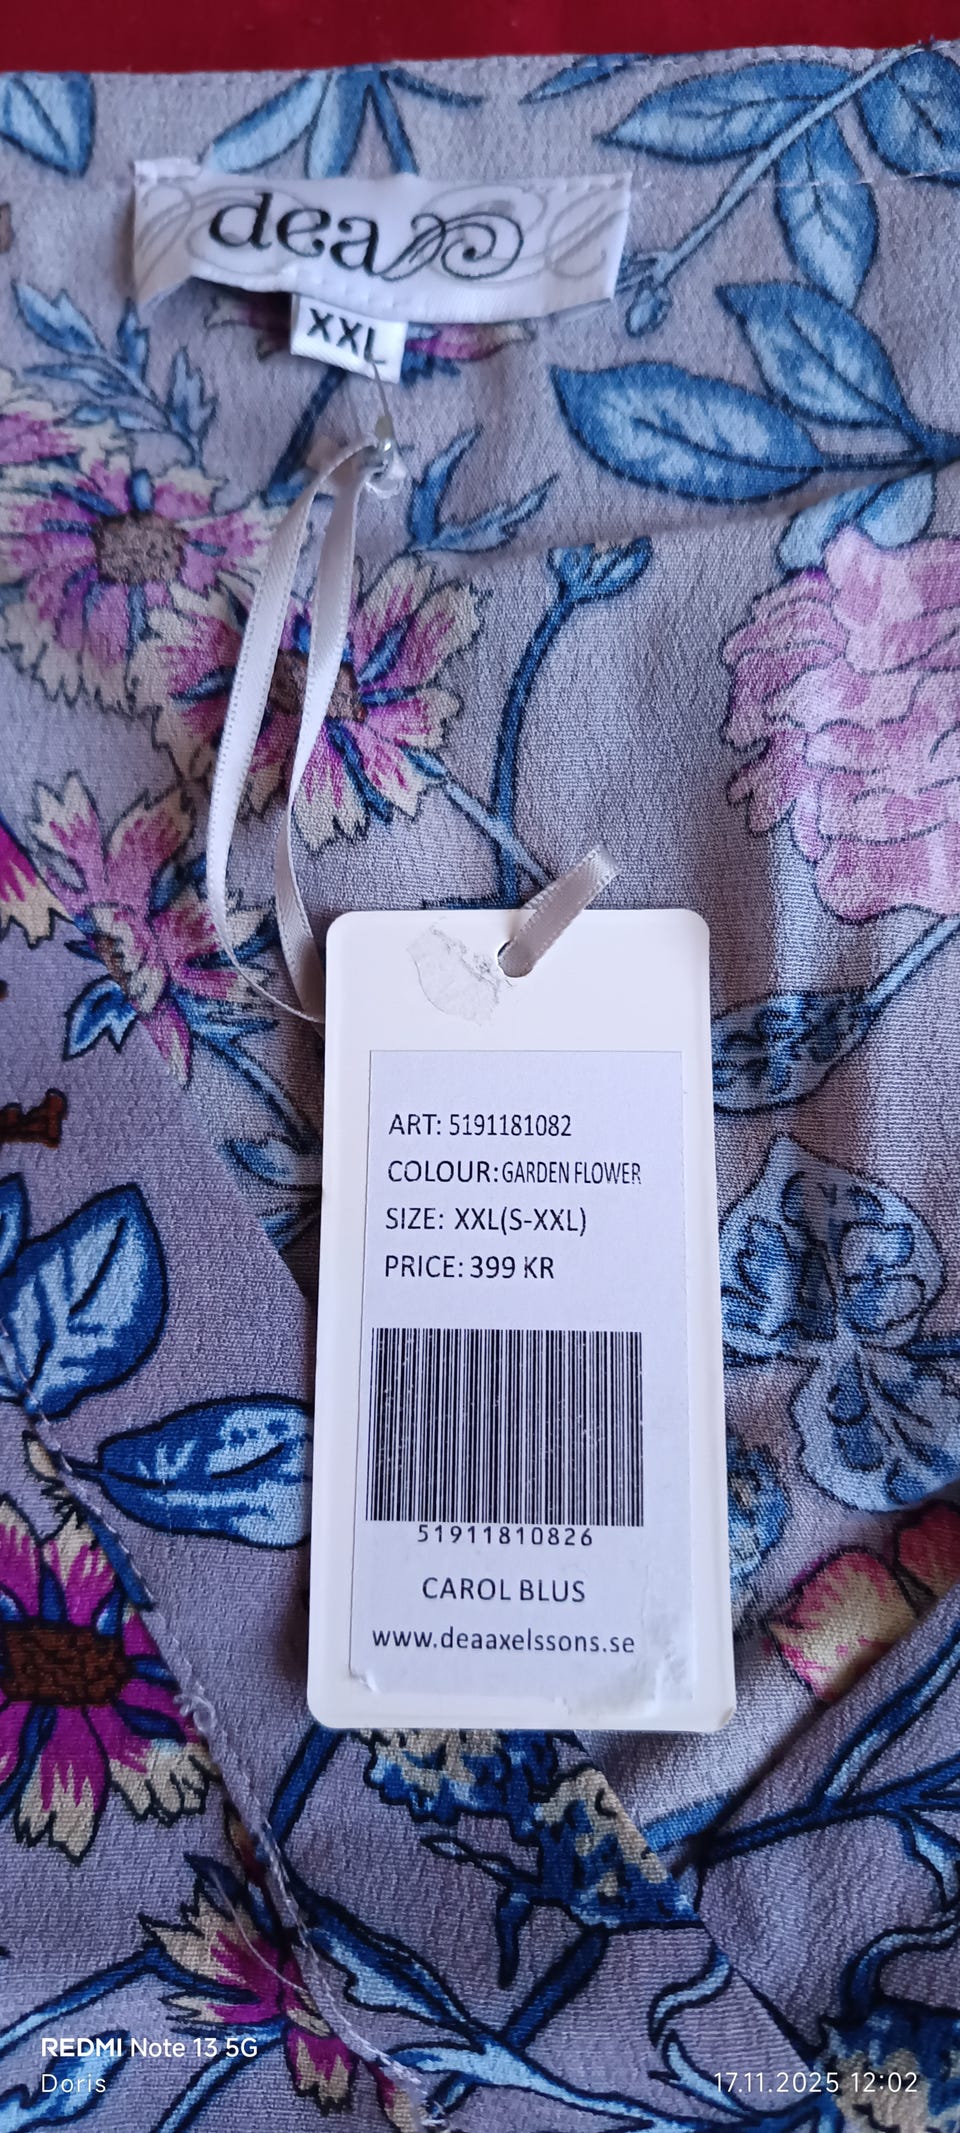 dea
XXL
ART: 5191181082
COLOUR: GARDEN FLOWER
SIZE: XXL(S-XXL)
PRICE: 399 KR
51911810826
CAROL BLUS
www.deaaxelssons.se
REDMI Note 13 5G
Doris
17.11.2025 12:02